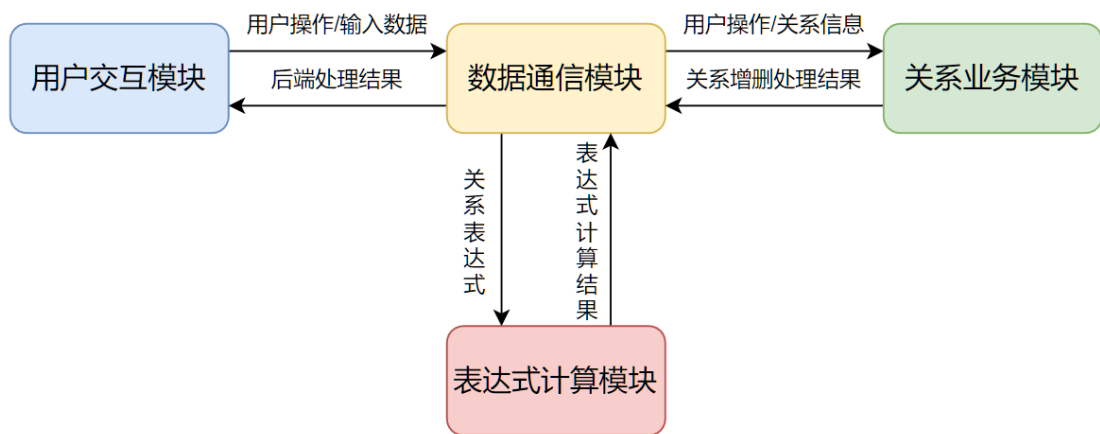 用户操作/输入数据
用户操作/关系信息
用户交互模块
数据通信模块
关系业务模块
后端处理结果
关系增删处理结果
关系表达式
表达式计算结果
表达式计算模块